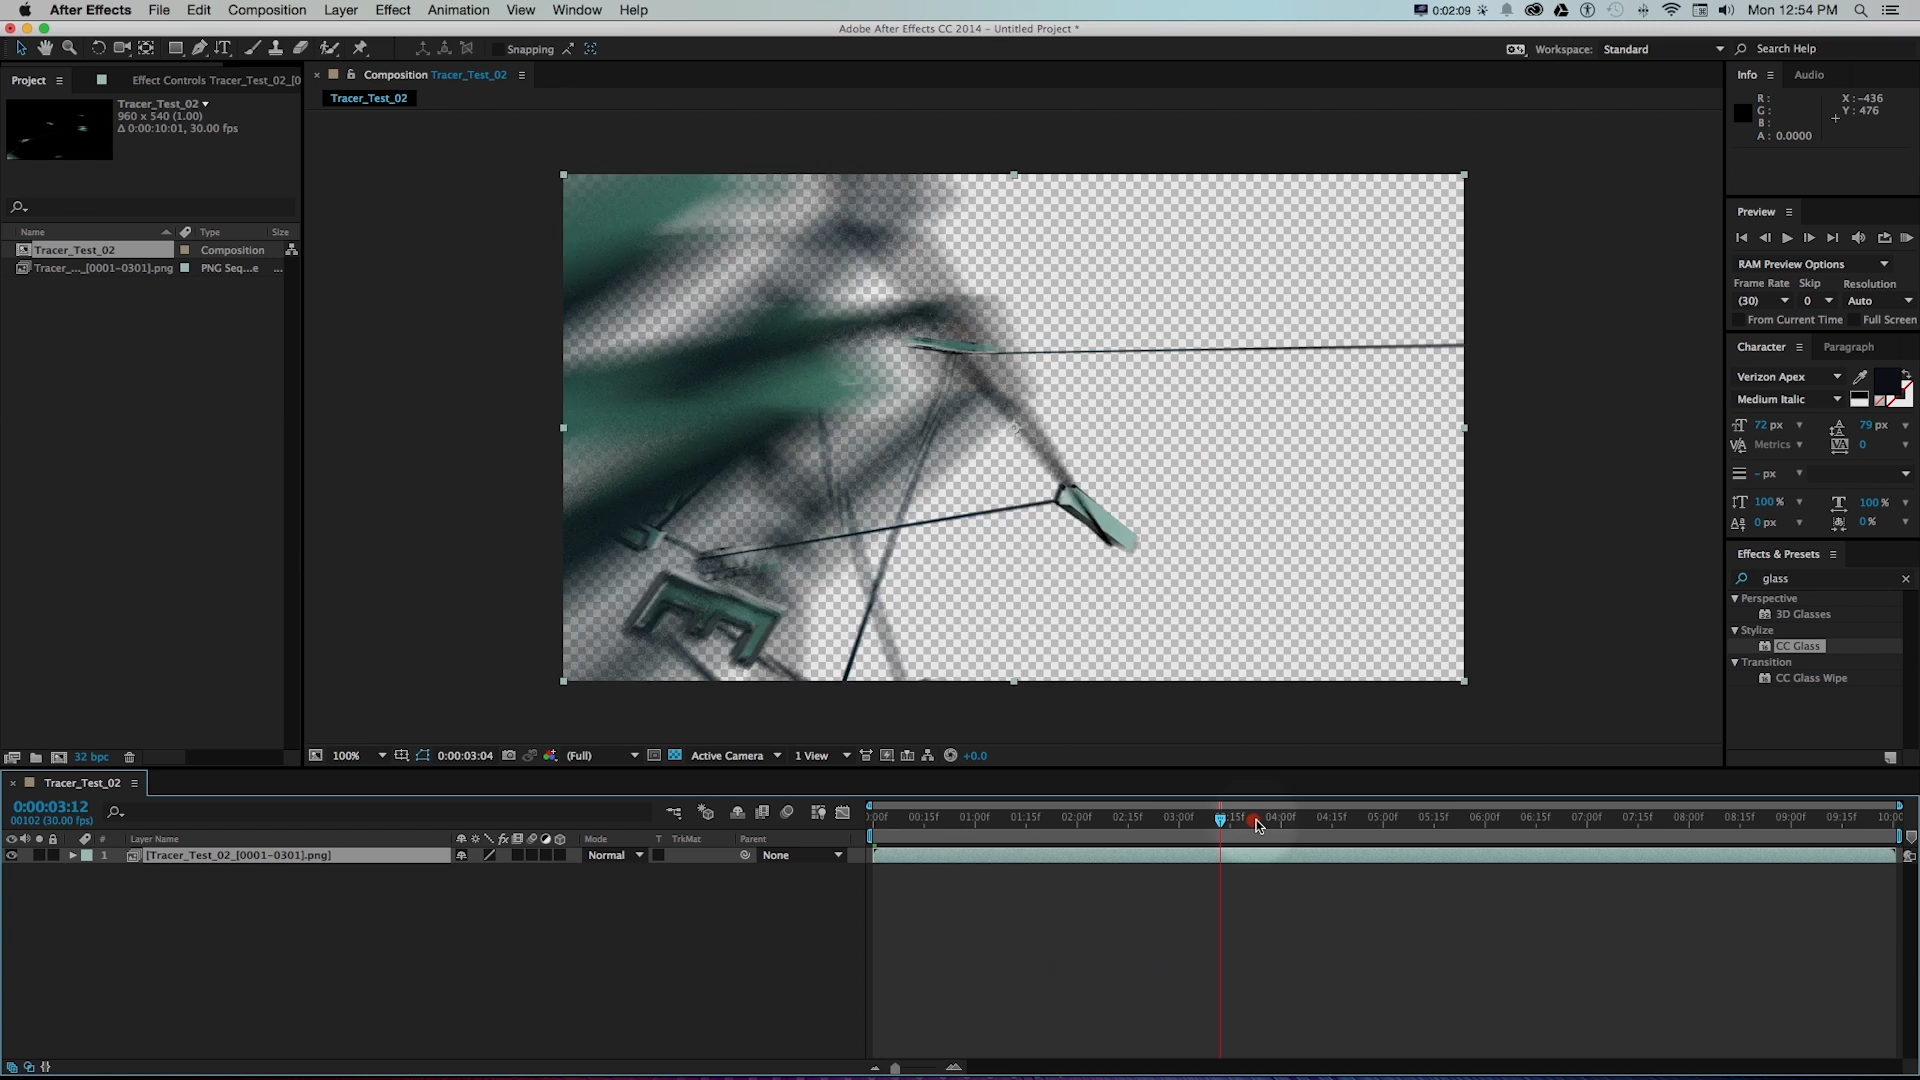 After Effects File Edit Composition Layer Effect Animation View Window Help 0:02:09 Mon 12:54 PM
Adobe After Effects CC 2014 - Untitled Project *
Snapping Workspace: Standard Search Help
Project Effect Controls Tracer_Test_02_[0
Tracer_Test_02
960 x 540 (1.00)
Δ 0:00:10:01, 30.00 fps
Name Type Size
Tracer_Test_02 Composition
Tracer_..._[0001-0301].png PNG Seq...e ...
32 bpc
Composition Tracer_Test_02
Tracer_Test_02
100% 0:00:03:04 (Full) Active Camera 1 View +0.0
Info Audio
R: X: -436
G: Y: 476
B:
A: 0.0000
Preview
RAM Preview Options
Frame Rate Skip Resolution
(30) 0 Auto
From Current Time Full Screen
Character Paragraph
Verizon Apex
Medium Italic
72 px 79 px
Metrics 0
- px
100% 100%
0 px 0%
Effects & Presets
glass
Perspective
3D Glasses
Stylize
CC Glass
Transition
CC Glass Wipe
Tracer_Test_02
0:00:03:12
00102 (30.00 fps)
# Layer Name Mode T TrkMat Parent
1 [Tracer_Test_02_[0001-0301].png] Normal None
):00f 00:15f 01:00f 01:15f 02:00f 02:15f 03:00f :15f 04:00f 04:15f 05:00f 05:15f 06:00f 06:15f 07:00f 07:15f 08:00f 08:15f 09:00f 09:15f 10:00